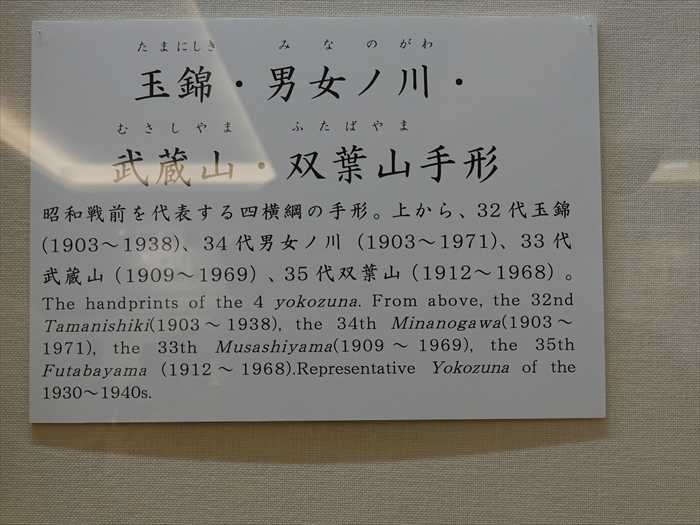 たまにしき みなのがわ
玉錦・男女ノ川・
むさしやま ふたばやま
武蔵山・双葉山手形
昭和戦前を代表する四横綱の手形。上から、32代玉錦
(1903～1938)、34代男女ノ川（1903～1971)、33代
武蔵山（1909～1969）、35代双葉山（1912～1968）。
The handprints of the 4 yokozuna. From above, the 32nd
Tamanishiki(1903～1938), the 34th Minanogawa(1903～
1971), the 33th Musashiyama(1909～1969), the 35th
Futabayama (1912～1968).Representative Yokozuna of the
1930～1940s.